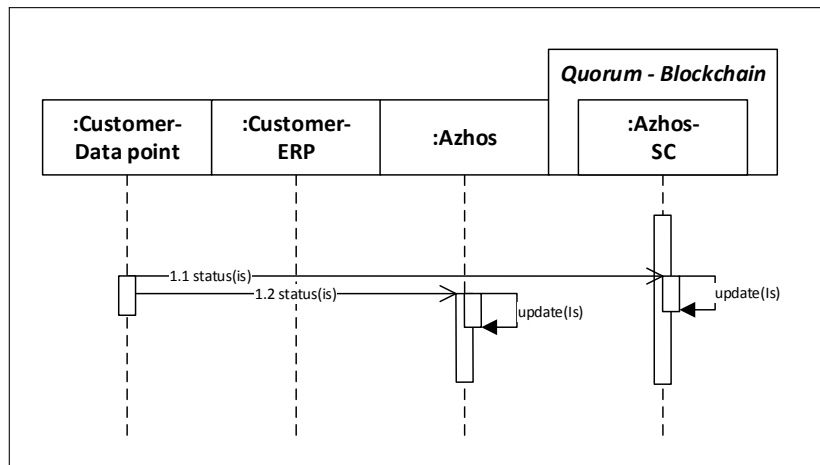 Quorum - Blockchain
:Customer-
Data point
:Customer-
ERP
:Azhos
:Azhos-
SC
1.1 status(is)
update(Is)
1.2 status(is)
update(Is)